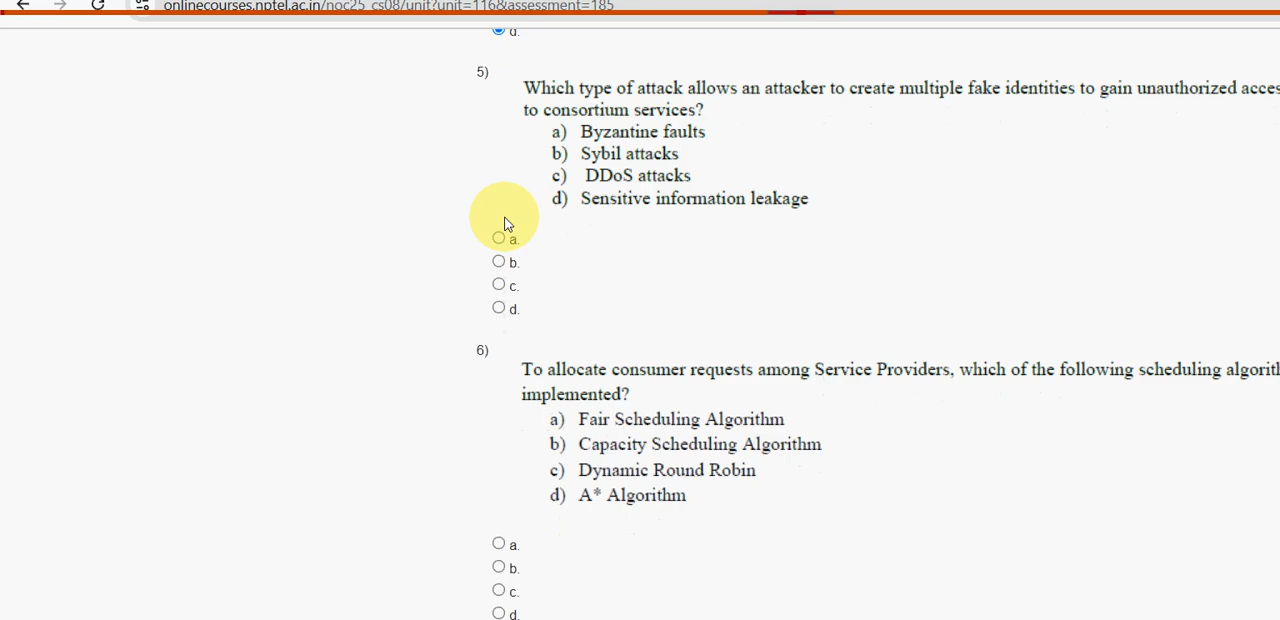 onlinecourses.nptel.ac.in/noc25_cs08/unit?unit=116&assessment=185
d.
5)
Which type of attack allows an attacker to create multiple fake identities to gain unauthorized acces
to consortium services?
a) Byzantine faults
b) Sybil attacks
c) DDoS attacks
d) Sensitive information leakage
a.
b.
c.
d.
6)
To allocate consumer requests among Service Providers, which of the following scheduling algorith
implemented?
a) Fair Scheduling Algorithm
b) Capacity Scheduling Algorithm
c) Dynamic Round Robin
d) A* Algorithm
a.
b.
c.
d.